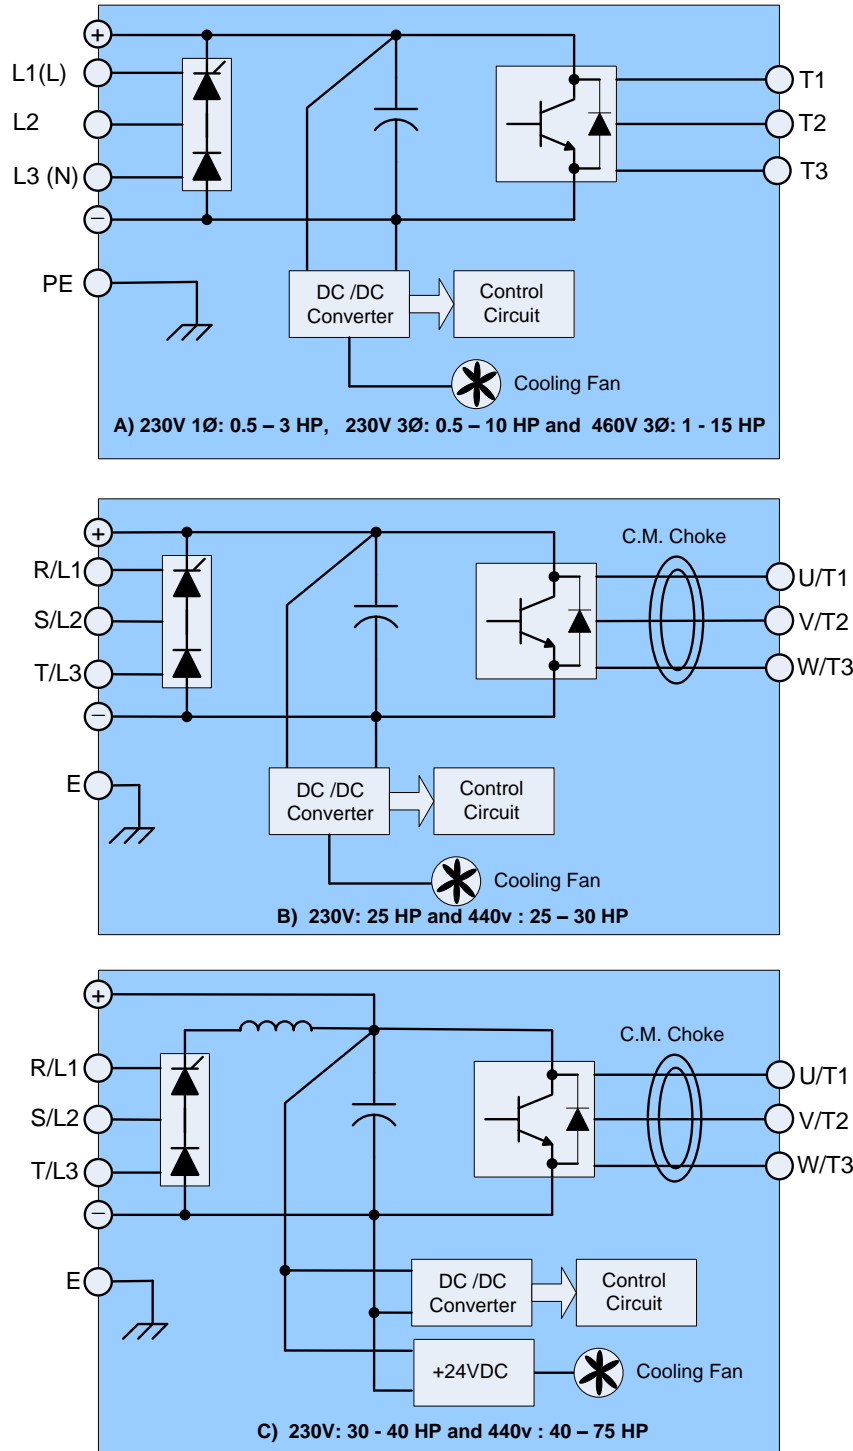 +
L1(L)
T1
L2
T2
L3 (N)
T3
−
PE
DC /DC
Converter
Control
Circuit
Cooling Fan
A) 230V 1Ø: 0.5 – 3 HP, 230V 3Ø: 0.5 – 10 HP and 460V 3Ø: 1 - 15 HP
+
C.M. Choke
R/L1
U/T1
S/L2
V/T2
T/L3
W/T3
−
E
DC /DC
Converter
Control
Circuit
Cooling Fan
B) 230V: 25 HP and 440v : 25 – 30 HP
+
C.M. Choke
R/L1
U/T1
S/L2
V/T2
T/L3
W/T3
−
E
DC /DC
Converter
Control
Circuit
+24VDC
Cooling Fan
C) 230V: 30 - 40 HP and 440v : 40 – 75 HP